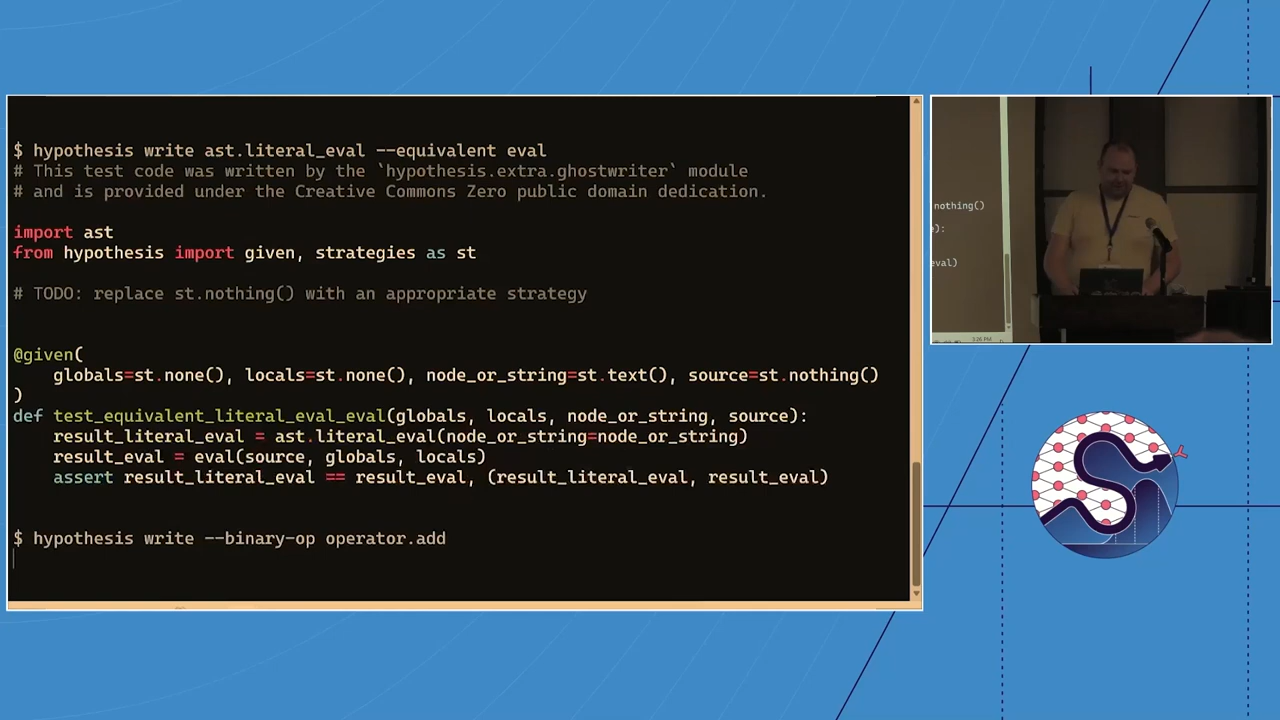 $ hypothesis write ast.literal_eval --equivalent eval
# This test code was written by the `hypothesis.extra.ghostwriter` module
# and is provided under the Creative Commons Zero public domain dedication.
import ast
from hypothesis import given, strategies as st
# TODO: replace st.nothing() with an appropriate strategy
@given(
    globals=st.none(), locals=st.none(), node_or_string=st.text(), source=st.nothing()
)
def test_equivalent_literal_eval_eval(globals, locals, node_or_string, source):
    result_literal_eval = ast.literal_eval(node_or_string=node_or_string)
    result_eval = eval(source, globals, locals)
    assert result_literal_eval == result_eval, (result_literal_eval, result_eval)
$ hypothesis write --binary-op operator.add
nothing()
e):
eval)